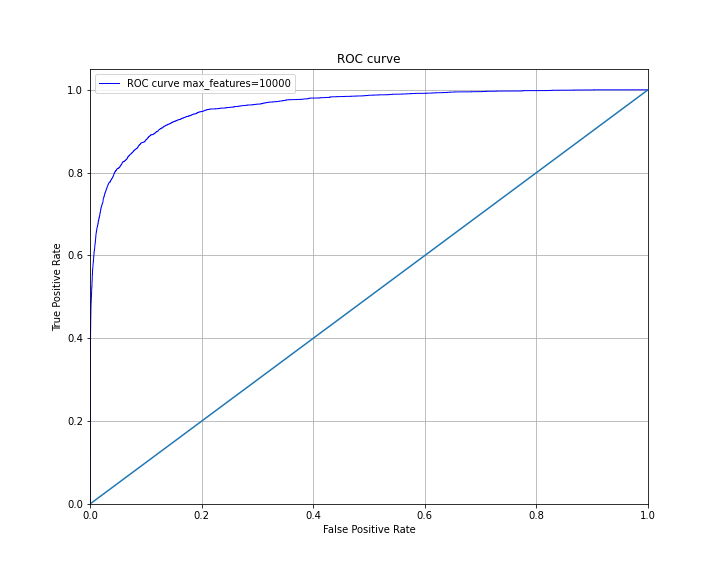 ROC curve
ROC curve max_features=10000
1.0
0.8
0.6
0.4
0.2
0.0
True Positive Rate
0.0 0.2 0.4 0.6 0.8 1.0
False Positive Rate